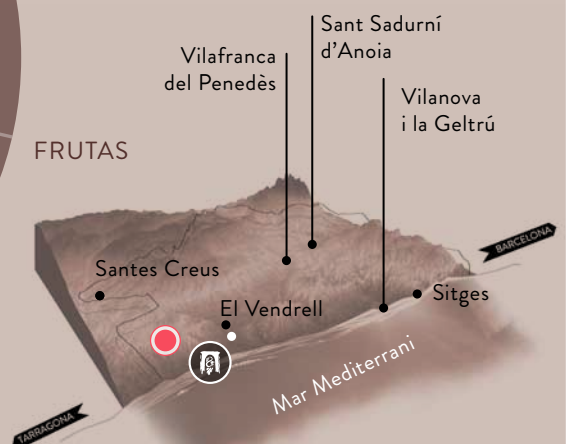 Sant Sadurní
d’Anoia
Vilafranca
del Penedès
Vilanova
i la Geltrú
FRUTAS
BARCELONA
Santes Creus
Sitges
El Vendrell
Mar Mediterrani
TARRAGONA